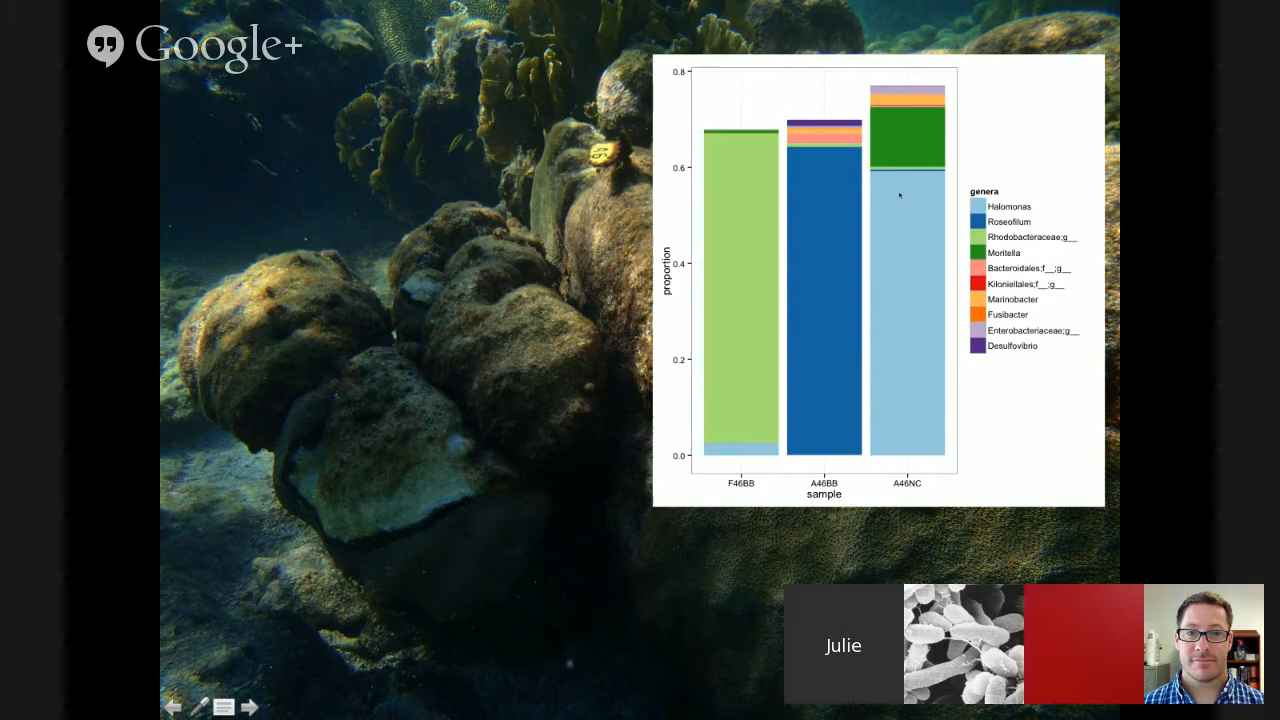 Google+
46
0.8
0.6
0.4
0.2
0.0
proportion
F46BB A46BB A46NC
sample
genera
Halomonas
Roseofilum
Rhodobacteraceae;g__
Moritella
Bacteroidales;f__;g__
Kiloniellales;f__;g__
Marinobacter
Fusibacter
Enterobacteriaceae;g__
Desulfovibrio
Julie